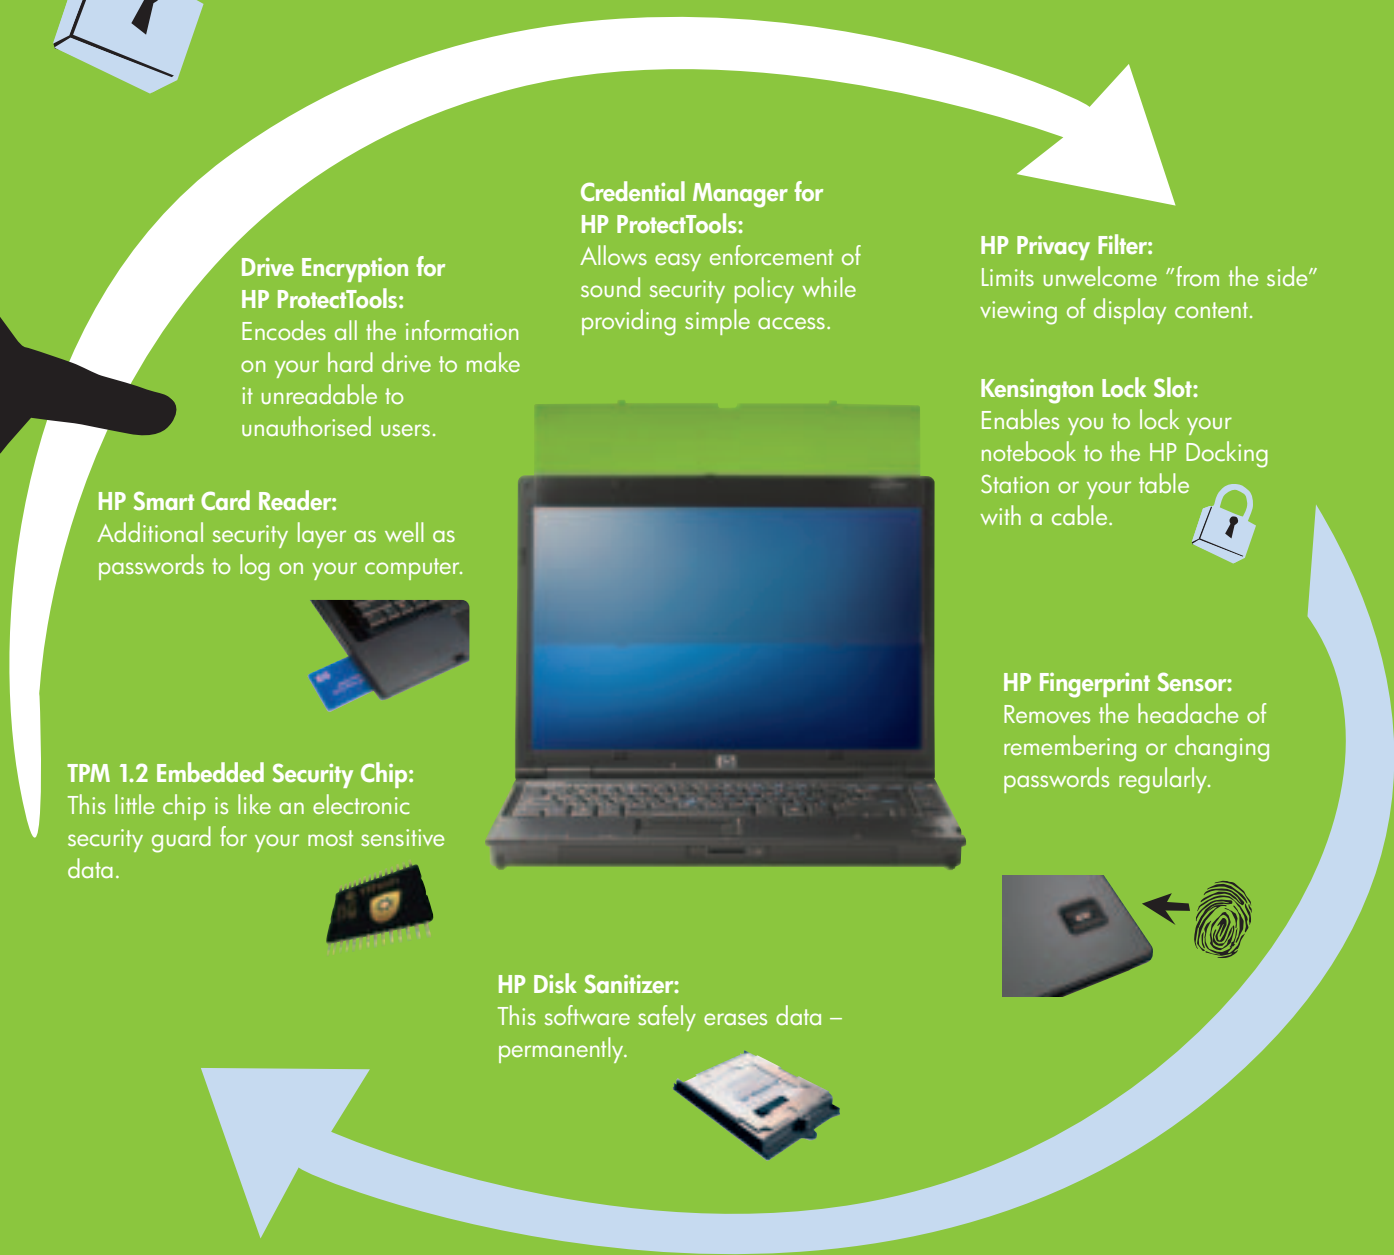 Credential Manager for
HP ProtectTools:
Allows easy enforcement of
sound security policy while
providing simple access.
Drive Encryption for
HP ProtectTools:
Encodes all the information
on your hard drive to make
it unreadable to
unauthorised users.
HP Privacy Filter:
Limits unwelcome ”from the side”
viewing of display content.
Kensington Lock Slot:
Enables you to lock your
notebook to the HP Docking
Station or your table
with a cable.
HP Smart Card Reader:
Additional security layer as well as
passwords to log on your computer.
HP Fingerprint Sensor:
Removes the headache of
remembering or changing
passwords regularly.
TPM 1.2 Embedded Security Chip:
This little chip is like an electronic
security guard for your most sensitive
data.
HP Disk Sanitizer:
This software safely erases data –
permanently.